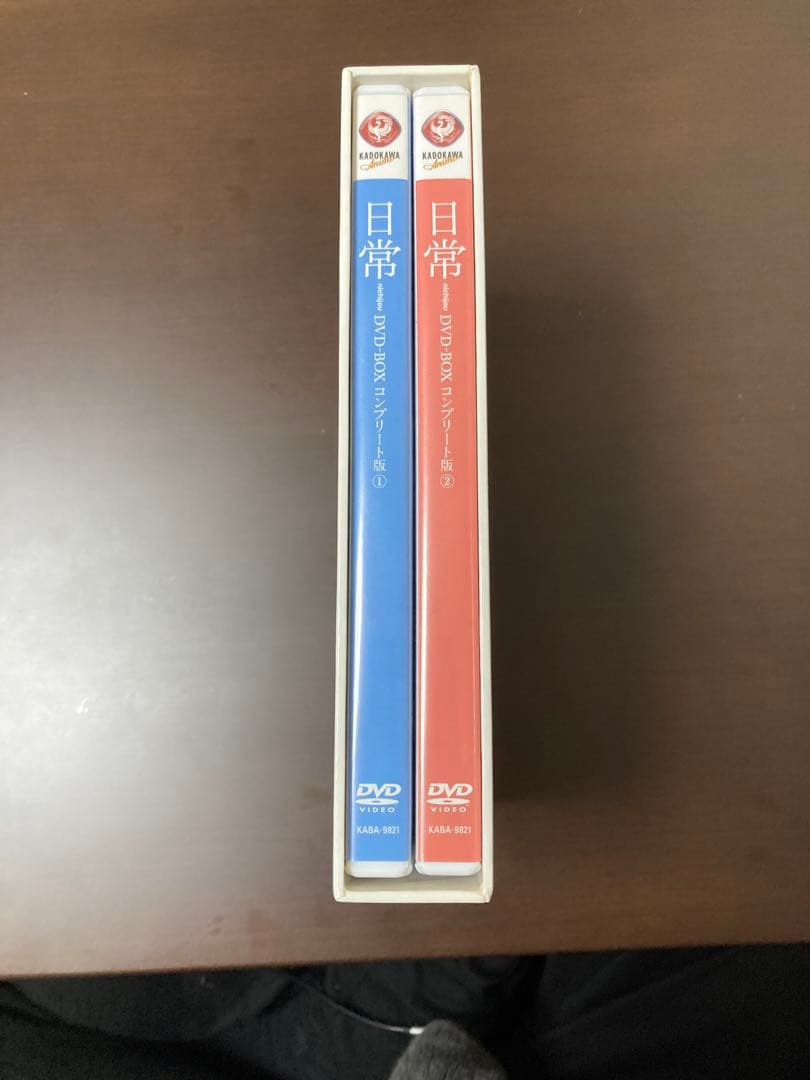 KADOKAWA
Anime
日常
nichijou
DVD-BOX コンプリート版 ①
DVD
VIDEO
KABA-9821
KADOKAWA
Anime
日常
nichijou
DVD-BOX コンプリート版 ②
DVD
VIDEO
KABA-9821